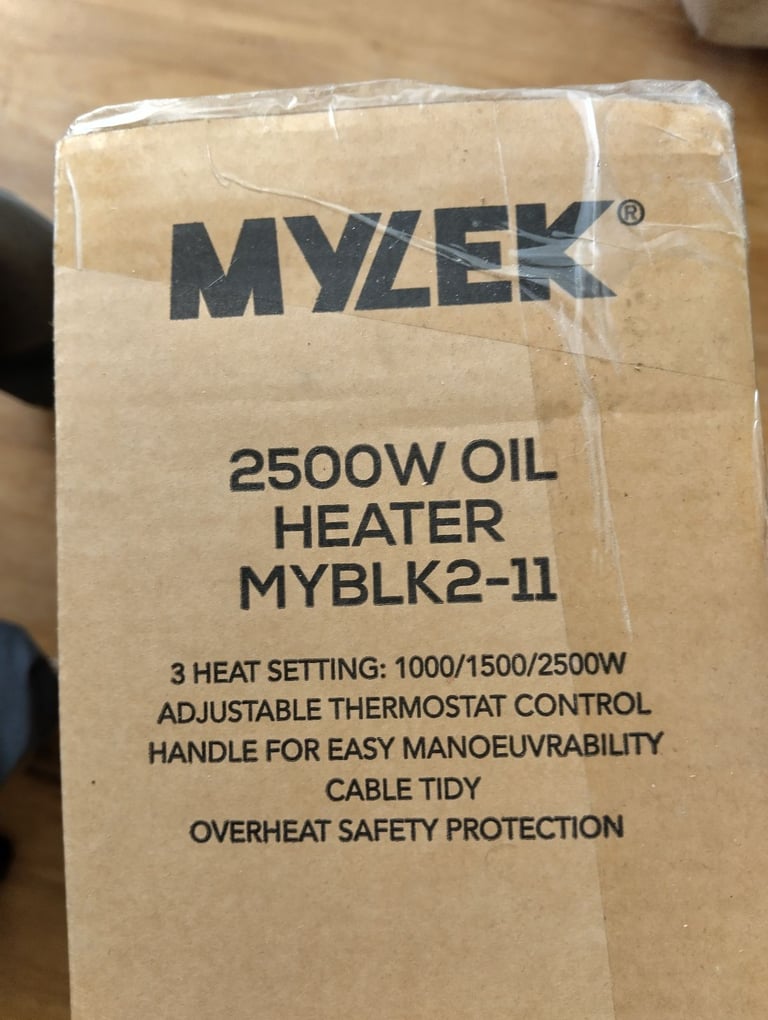 MYLEK®
2500W OIL
HEATER
MYBLK2-11
3 HEAT SETTING: 1000/1500/2500W
ADJUSTABLE THERMOSTAT CONTROL
HANDLE FOR EASY MANOEUVRABILITY
CABLE TIDY
OVERHEAT SAFETY PROTECTION